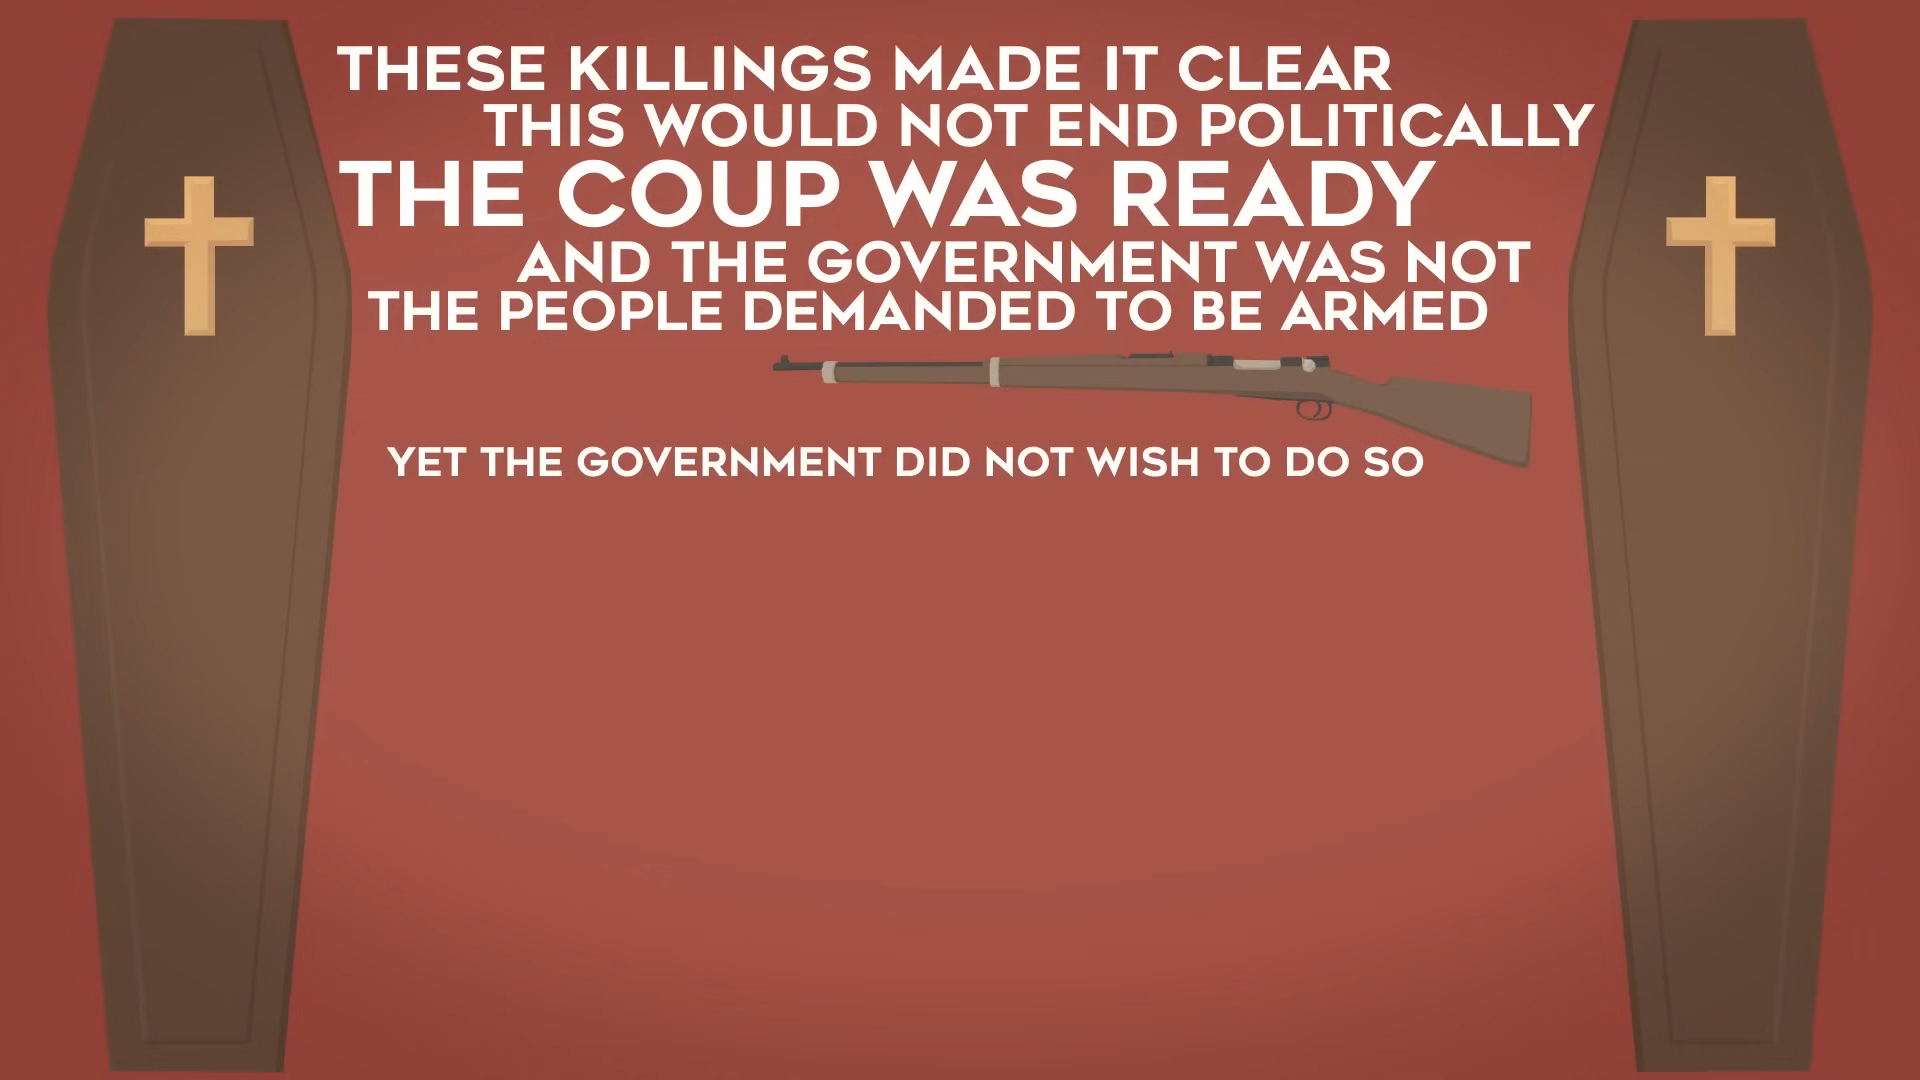 THESE KILLINGS MADE IT CLEAR
THIS WOULD NOT END POLITICALLY
THE COUP WAS READY
AND THE GOVERNMENT WAS NOT
THE PEOPLE DEMANDED TO BE ARMED
YET THE GOVERNMENT DID NOT WISH TO DO SO